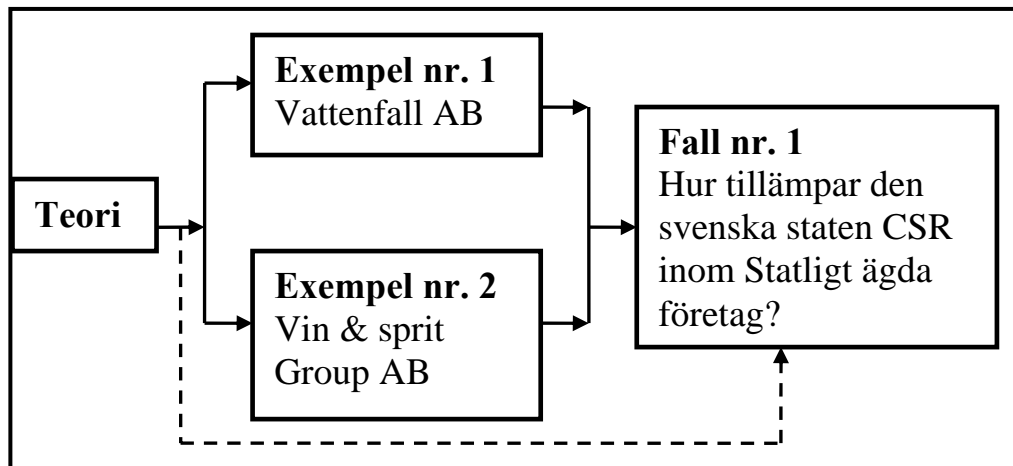 Teori
Exempel nr. 1
Vattenfall AB
Exempel nr. 2
Vin & sprit
Group AB
Fall nr. 1
Hur tillämpar den
svenska staten CSR
inom Statligt ägda
företag?